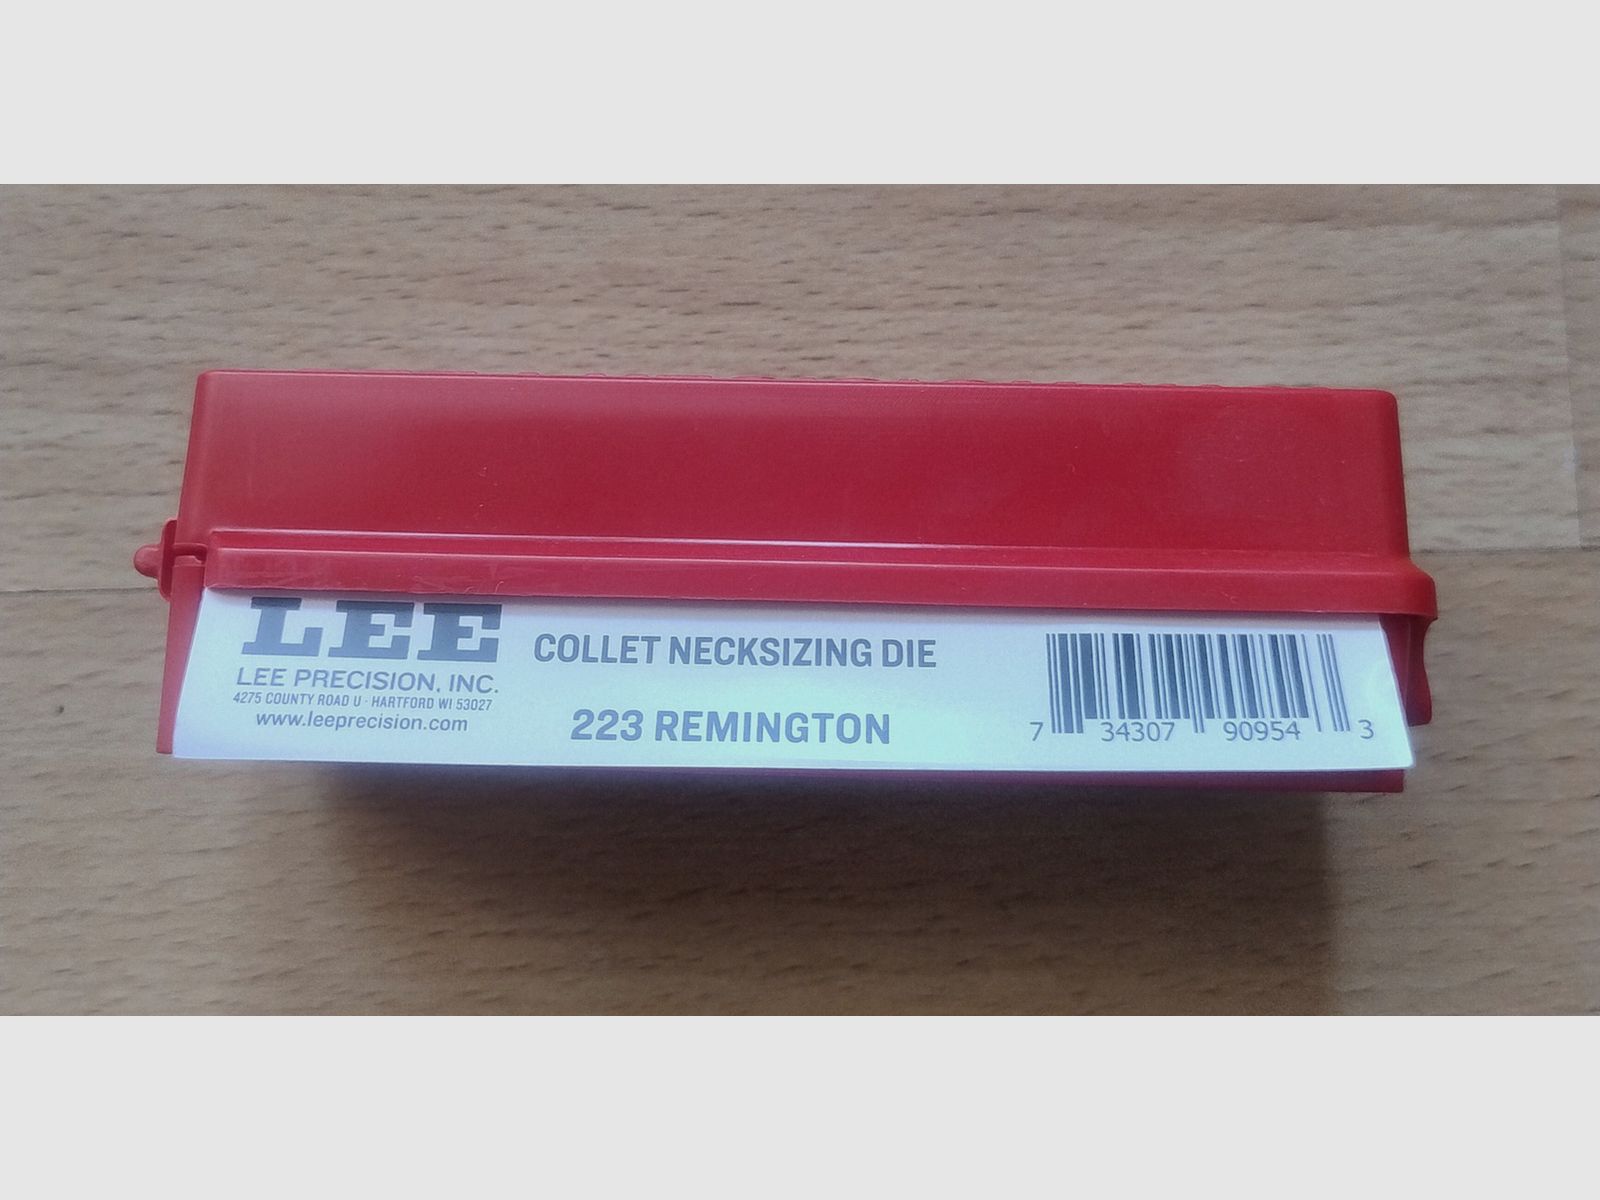 LEE
LEE PRECISION, INC.
4275 COUNTY ROAD U · HARTFORD WI 53027
www.leeprecision.com
COLLET NECKSIZING DIE
223 REMINGTON
7 34307 90954 3